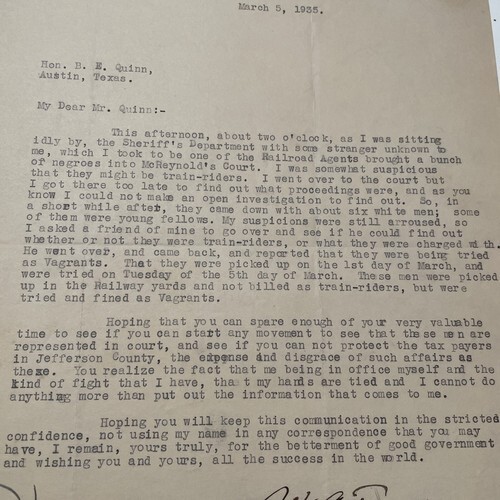 March 5, 1935.
Hon. B. E. Quinn,
Austin, Texas.
My Dear Mr. Quinn:-
This afternoon, about two o'clock, as I was sitting
idly by, the Sheriff's Department with some stranger unknown to
me, which I took to be one of the Railroad Agents brought a bunch
of negroes into McReynold's Court. I was somewhat suspicious
that they might be train-riders. I went over to the court but
I got there too late to find out what proceedings were, and as you
know I could not make an open investigation to find out. So, in
a short while after, they came down with about six white men; some
of them were young fellows. My suspicions were still aroused, so
I asked a friend of mine to go over and see if he could find out
whether or not they were train-riders, or what they were charged with.
He went over, and came back, and reported that they were being tried
as Vagrants. That they were picked up on the 1st day of March, and
were tried on Tuesday of the 5th day of March. These men were picked
up in the Railway yards and not billed as train-riders, but were
tried and fined as Vagrants.
Hoping that you can spare enough of your very valuable
time to see if you can start any movement to see that these men are
represented in court, and see if you can not protect the tax payers
in Jefferson County, the expense and disgrace of such affairs as
these. You realize the fact that me being in office myself and the
kind of fight that I have, that my hands are tied and I cannot do
anything more than put out the information that comes to me.
Hoping you will keep this communication in the stricted
confidence, not using my name in any correspondence that you may
have, I remain, yours truly, for the betterment of good government
and wishing you and yours, all the success in the world.